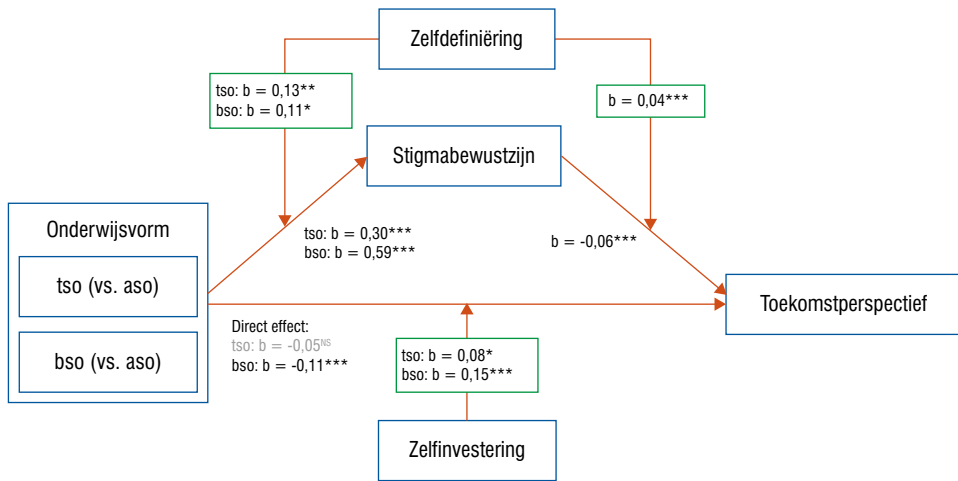 Zelfdefiniëring
tso: b = 0,13**
bso: b = 0,11*
b = 0,04***
Stigmabewustzijn
Onderwijsvorm
tso (vs. aso)
bso (vs. aso)
tso: b = 0,30***
bso: b = 0,59***
b = -0,06***
Toekomstperspectief
Direct effect:
tso: b = -0,05NS
bso: b = -0,11***
tso: b = 0,08*
bso: b = 0,15***
Zelfinvestering